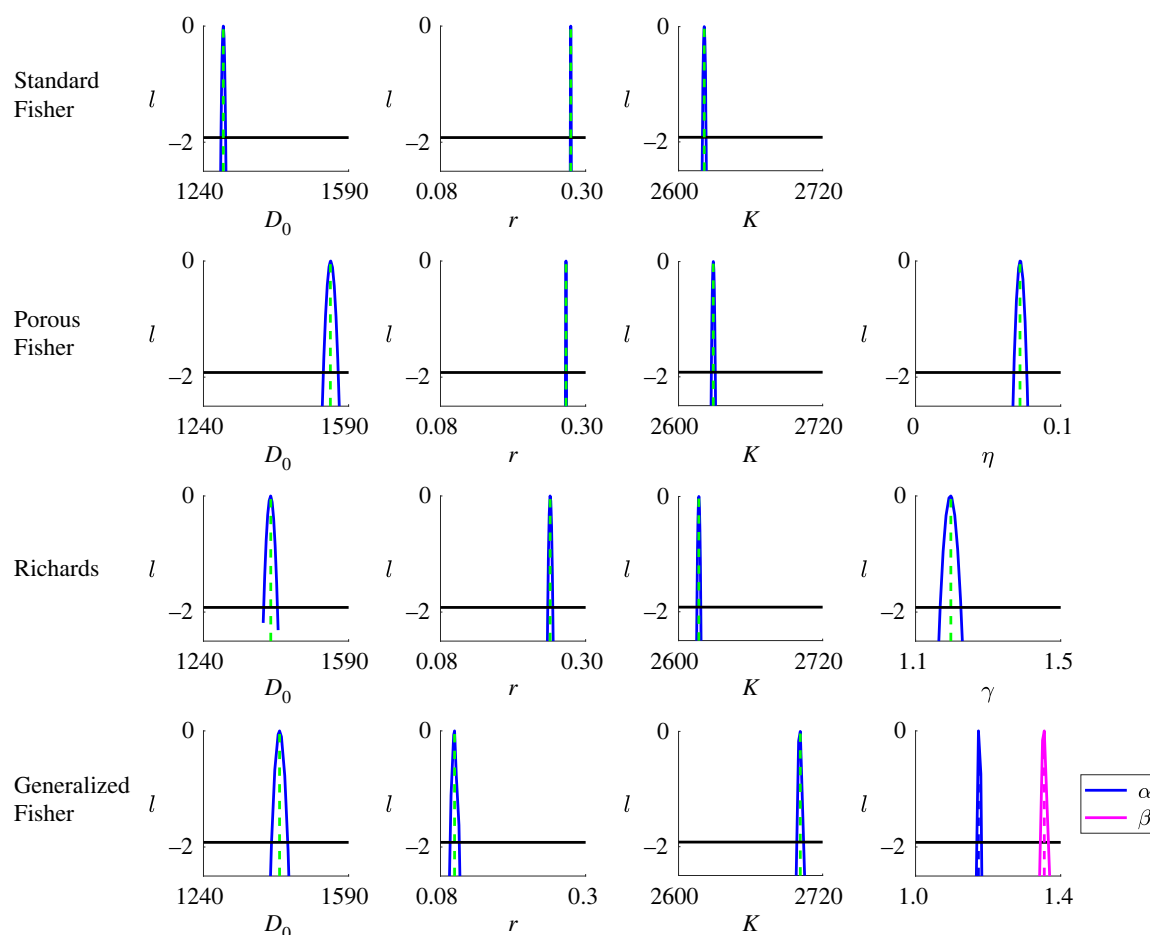 Standard
Fisher
l
0
–2
1240
1590
D0
l
0
–2
0.08
0.30
r
l
0
–2
2600
2720
K
Porous
Fisher
l
0
–2
1240
1590
D0
l
0
–2
0.08
0.30
r
l
0
–2
2600
2720
K
l
0
–2
0
0.1
η
Richards
l
0
–2
1240
1590
D0
l
0
–2
0.08
0.30
r
l
0
–2
2600
2720
K
l
0
–2
1.1
1.5
γ
Generalized
Fisher
l
0
–2
1240
1590
D0
l
0
–2
0.08
0.3
r
l
0
–2
2600
2720
K
l
0
–2
1.0
1.4
α
β